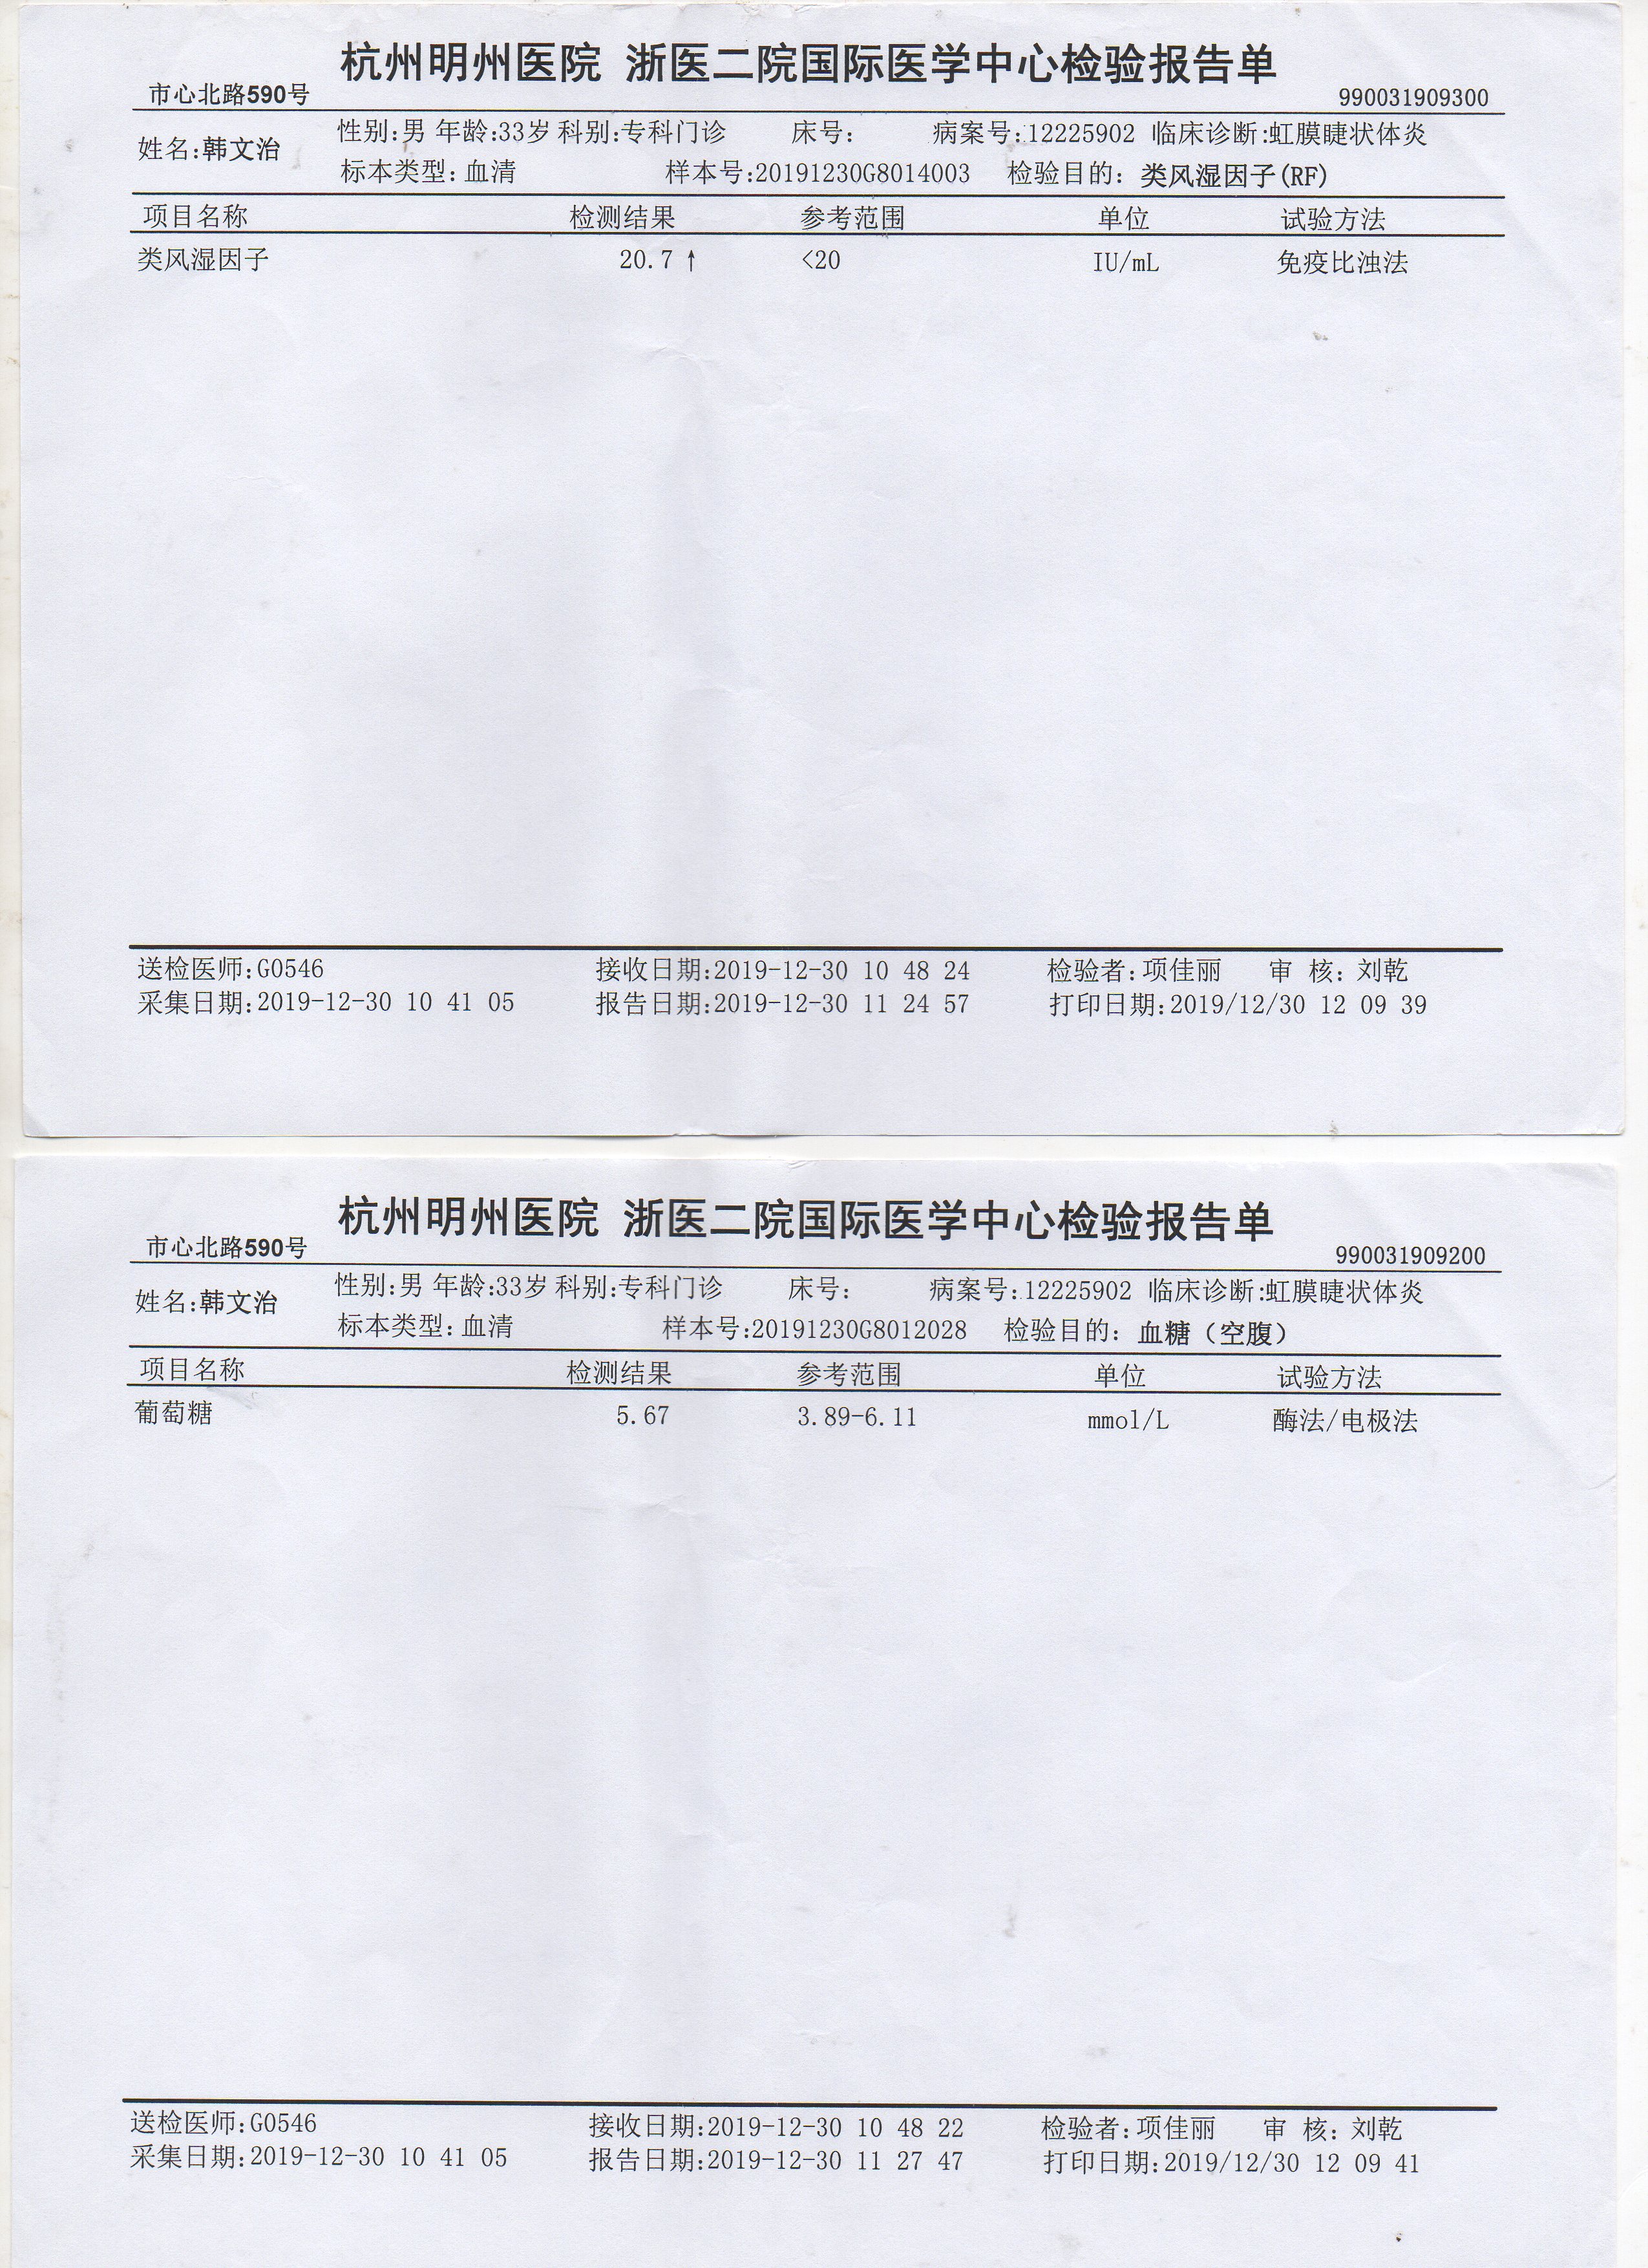 杭州明州医院 浙医二院国际医学中心检验报告单
市心北路590号 990031909300
姓名:韩文治 性别:男 年龄:33岁 科别:专科门诊 床号: 病案号:12225902 临床诊断:虹膜睫状体炎
标本类型:血清 样本号:20191230G8014003 检验目的: 类风湿因子(RF)
项目名称 检测结果 参考范围 单位 试验方法
类风湿因子 20.7 ↑ <20 IU/mL 免疫比浊法
送检医师:G0546 接收日期:2019-12-30 10 48 24 检验者:项佳丽 审 核: 刘乾
采集日期:2019-12-30 10 41 05 报告日期:2019-12-30 11 24 57 打印日期:2019/12/30 12 09 39
杭州明州医院 浙医二院国际医学中心检验报告单
市心北路590号 990031909200
姓名:韩文治 性别:男 年龄:33岁 科别:专科门诊 床号: 病案号:12225902 临床诊断:虹膜睫状体炎
标本类型:血清 样本号:20191230G8012028 检验目的: 血糖（空腹）
项目名称 检测结果 参考范围 单位 试验方法
葡萄糖 5.67 3.89-6.11 mmol/L 酶法/电极法
送检医师:G0546 接收日期:2019-12-30 10 48 22 检验者:项佳丽 审 核: 刘乾
采集日期:2019-12-30 10 41 05 报告日期:2019-12-30 11 27 47 打印日期:2019/12/30 12 09 41